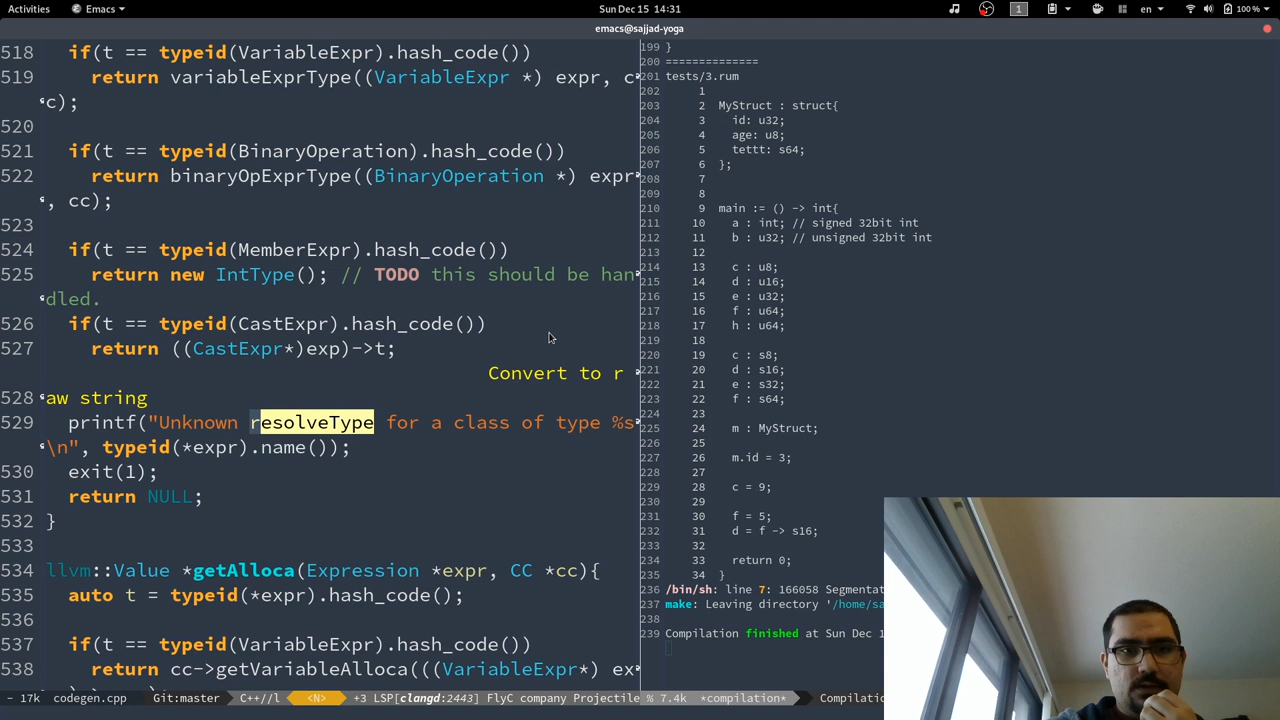 Activities Emacs Sun Dec 15 14:31 1 en 100 %
emacs@sajjad-yoga
518 if(t == typeid(VariableExpr).hash_code())
519 return variableExprType((VariableExpr *) expr, c
c);
520
521 if(t == typeid(BinaryOperation).hash_code())
522 return binaryOpExprType((BinaryOperation *) expr
, cc);
523
524 if(t == typeid(MemberExpr).hash_code())
525 return new IntType(); // TODO this should be han
dled.
526 if(t == typeid(CastExpr).hash_code())
527 return ((CastExpr*)exp)->t;
Convert to r
528 aw string
529 printf("Unknown resolveType for a class of type %s
\n", typeid(*expr).name());
530 exit(1);
531 return NULL;
532 }
533
534 llvm::Value *getAlloca(Expression *expr, CC *cc){
535 auto t = typeid(*expr).hash_code();
536
537 if(t == typeid(VariableExpr).hash_code())
538 return cc->getVariableAlloca(((VariableExpr*) ex
- 17k codegen.cpp Git:master C++//l <N> +3 LSP[clangd:2443] FlyC company Projectile
199 }
200 ==============
201 tests/3.rum
202 1
203 2 MyStruct : struct{
204 3 id: u32;
205 4 age: u8;
206 5 tettt: s64;
207 6 };
208 7
209 8
210 9 main := () -> int{
211 10 a : int; // signed 32bit int
212 11 b : u32; // unsigned 32bit int
213 12
214 13 c : u8;
215 14 d : u16;
216 15 e : u32;
217 16 f : u64;
218 17 h : u64;
219 18
220 19 c : s8;
221 20 d : s16;
222 21 e : s32;
223 22 f : s64;
224 23
225 24 m : MyStruct;
226 25
227 26 m.id = 3;
228 27
229 28 c = 9;
230 29
231 30 f = 5;
232 31 d = f -> s16;
233 32
234 33 return 0;
235 34 }
236 /bin/sh: line 7: 166058 Segmentat
237 make: Leaving directory '/home/sa
238
239 Compilation finished at Sun Dec 1
% 7.4k *compilation* Compilatio